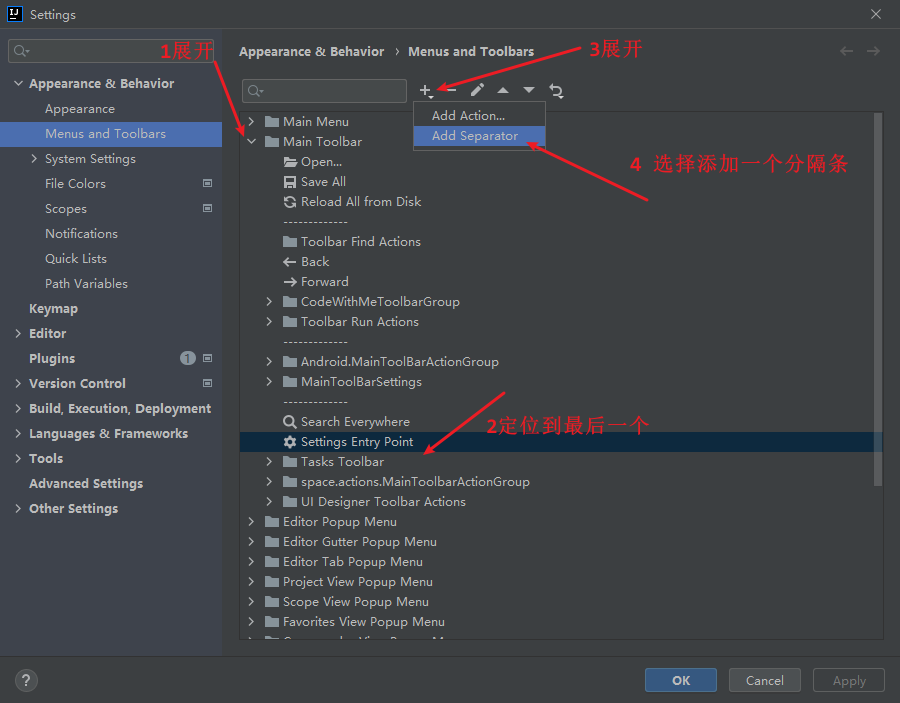 Settings
1展开
Appearance & Behavior
Appearance
Menus and Toolbars
System Settings
File Colors
Scopes
Notifications
Quick Lists
Path Variables
Keymap
Editor
Plugins 1
Version Control
Build, Execution, Deployment
Languages & Frameworks
Tools
Advanced Settings
Other Settings
Appearance & Behavior › Menus and Toolbars
3展开
Add Action...
Add Separator
4 选择添加一个分隔条
Main Menu
Main Toolbar
Open...
Save All
Reload All from Disk
-------------
Toolbar Find Actions
Back
Forward
CodeWithMeToolbarGroup
Toolbar Run Actions
-------------
Android.MainToolBarActionGroup
MainToolBarSettings
-------------
Search Everywhere
2定位到最后一个
Settings Entry Point
Tasks Toolbar
space.actions.MainToolbarActionGroup
UI Designer Toolbar Actions
Editor Popup Menu
Editor Gutter Popup Menu
Editor Tab Popup Menu
Project View Popup Menu
Scope View Popup Menu
Favorites View Popup Menu
?
OK
Cancel
Apply